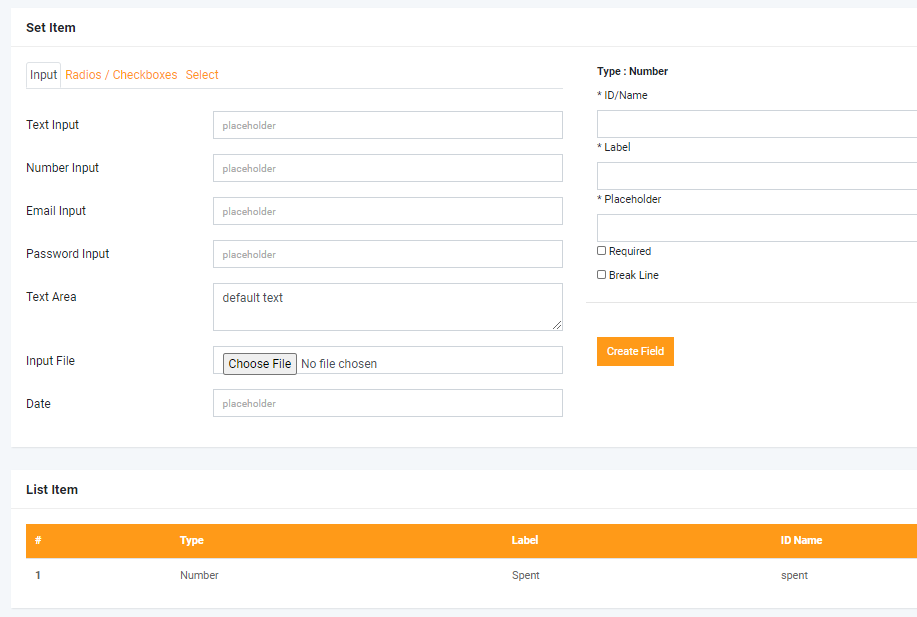 Set Item
Input Radios / Checkboxes Select
Text Input placeholder
Number Input placeholder
Email Input placeholder
Password Input placeholder
Text Area default text
Input File Choose File No file chosen
Date placeholder
Type : Number
* ID/Name
* Label
* Placeholder
Required
Break Line
Create Field
List Item
# Type Label ID Name
1 Number Spent spent